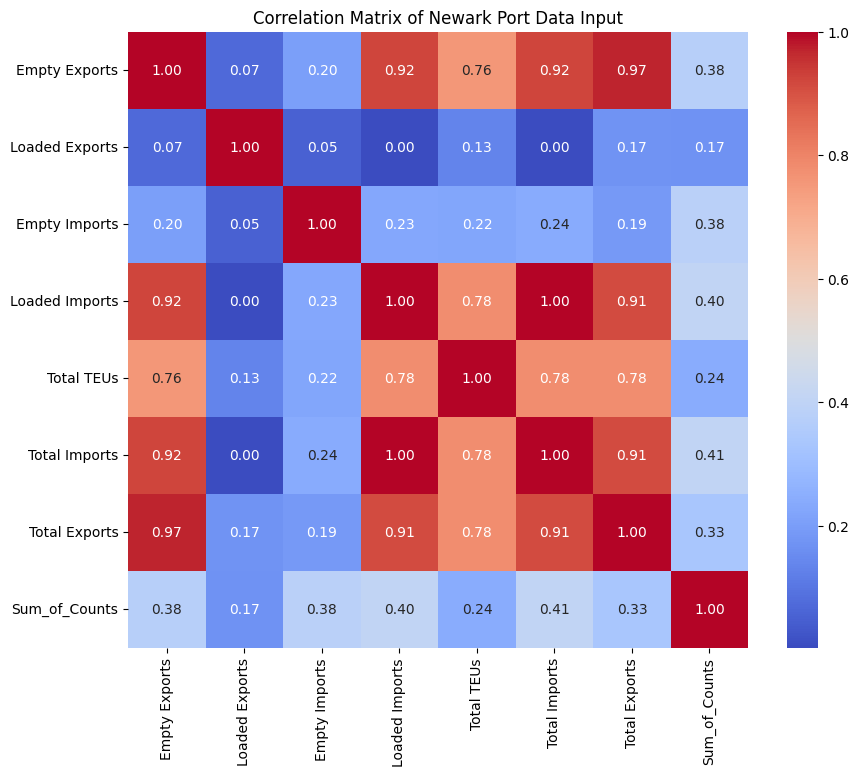 Correlation Matrix of Newark Port Data Input
Empty Exports 1.00 0.07 0.20 0.92 0.76 0.92 0.97 0.38
Loaded Exports 0.07 1.00 0.05 0.00 0.13 0.00 0.17 0.17
Empty Imports 0.20 0.05 1.00 0.23 0.22 0.24 0.19 0.38
Loaded Imports 0.92 0.00 0.23 1.00 0.78 1.00 0.91 0.40
Total TEUs 0.76 0.13 0.22 0.78 1.00 0.78 0.78 0.24
Total Imports 0.92 0.00 0.24 1.00 0.78 1.00 0.91 0.41
Total Exports 0.97 0.17 0.19 0.91 0.78 0.91 1.00 0.33
Sum_of_Counts 0.38 0.17 0.38 0.40 0.24 0.41 0.33 1.00
Empty Exports
Loaded Exports
Empty Imports
Loaded Imports
Total TEUs
Total Imports
Total Exports
Sum_of_Counts
1.0
0.8
0.6
0.4
0.2